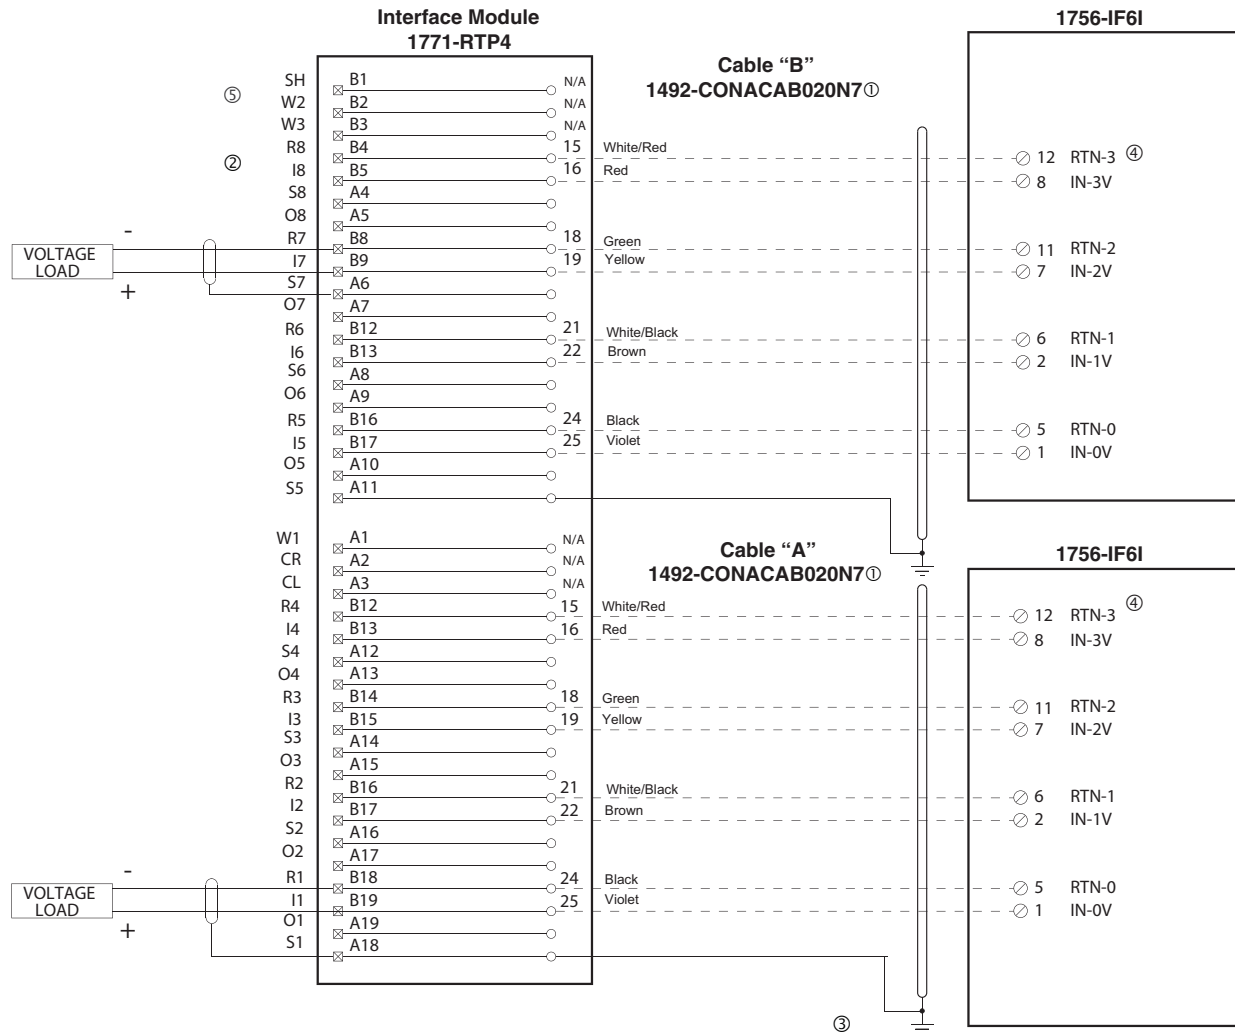 Interface Module
1771-RTP4
1756-IF6I
Cable “B”
1492-CONACAB020N7①
SH B1 N/A
⑤
W2 B2 N/A
W3 B3 N/A
R8 B4 15 White/Red 12 RTN-3 ④
②
I8 B5 16 Red 8 IN-3V
S8 A4
O8 A5
-
R7 B8 18 Green 11 RTN-2
VOLTAGE
LOAD
I7 B9 19 Yellow 7 IN-2V
S7 A6
+
O7 A7
R6 B12 21 White/Black 6 RTN-1
I6 B13 22 Brown 2 IN-1V
S6 A8
O6 A9
R5 B16 24 Black 5 RTN-0
I5 B17 25 Violet 1 IN-0V
O5 A10
S5 A11
W1 A1 N/A
Cable “A”
1492-CONACAB020N7①
1756-IF6I
CR A2 N/A
CL A3 N/A
R4 B12 15 White/Red 12 RTN-3 ④
I4 B13 16 Red 8 IN-3V
S4 A12
O4 A13
R3 B14 18 Green 11 RTN-2
I3 B15 19 Yellow 7 IN-2V
S3 A14
O3 A15
R2 B16 21 White/Black 6 RTN-1
I2 B17 22 Brown 2 IN-1V
S2 A16
O2 A17
-
R1 B18 24 Black 5 RTN-0
VOLTAGE
LOAD
I1 B19 25 Violet 1 IN-0V
+
O1 A19
S1 A18
③